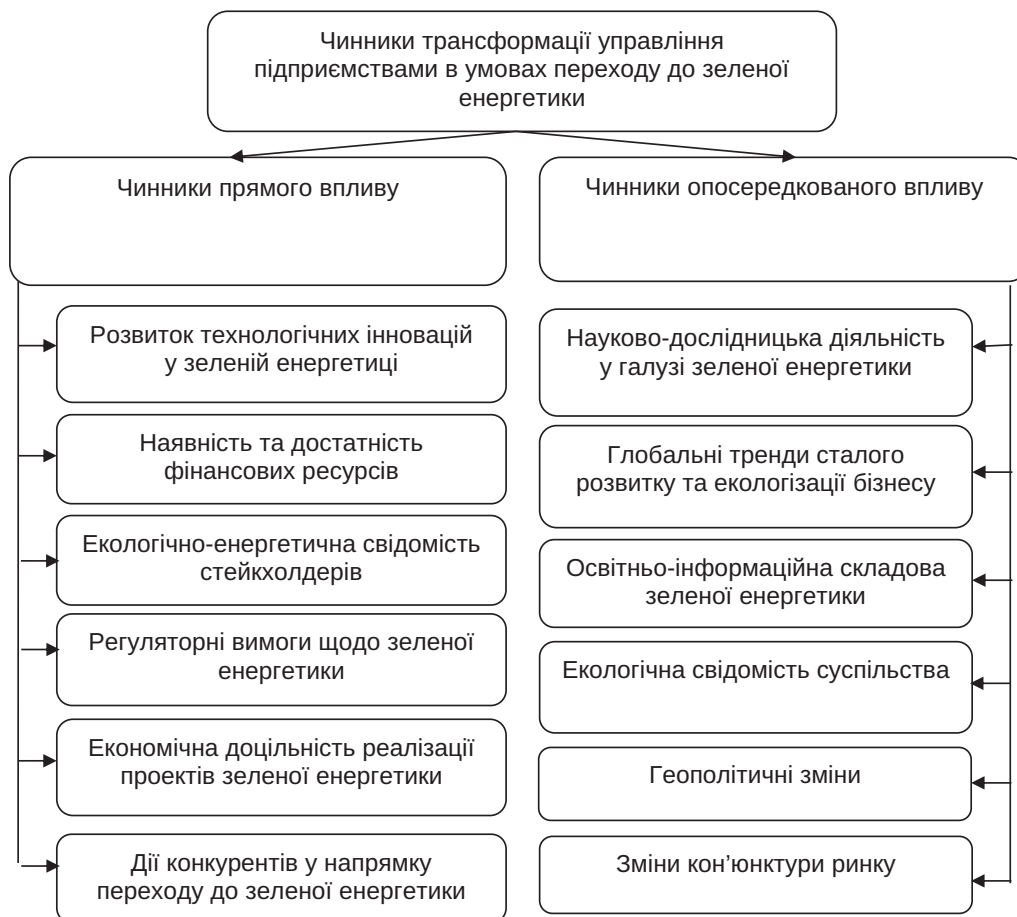 Чинники трансформації управління
підприємствами в умовах переходу до зеленої
енергетики
Чинники прямого впливу
Розвиток технологічних інновацій
у зеленій енергетиці
Наявність та достатність
фінансових ресурсів
Екологічно-енергетична свідомість
стейкхолдерів
Регуляторні вимоги щодо зеленої
енергетики
Економічна доцільність реалізації
проектів зеленої енергетики
Дії конкурентів у напрямку
переходу до зеленої енергетики
Чинники опосередкованого впливу
Науково-дослідницька діяльність
у галузі зеленої енергетики
Глобальні тренди сталого
розвитку та екологізації бізнесу
Освітньо-інформаційна складова
зеленої енергетики
Екологічна свідомість суспільства
Геополітичні зміни
Зміни кон’юнктури ринку